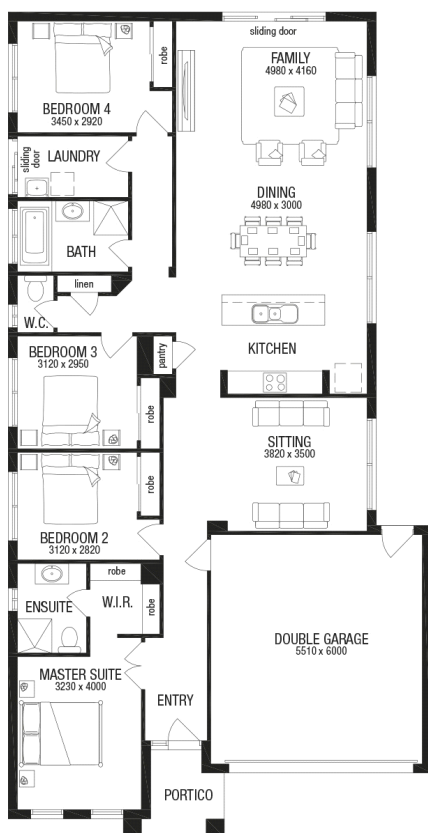 sliding door
FAMILY
4980 x 4160
robe
BEDROOM 4
3450 x 2920
sliding
door
LAUNDRY
DINING
4980 x 3000
BATH
linen
W.C.
BEDROOM 3
3120 x 2950
pantry
KITCHEN
robe
SITTING
3820 x 3500
robe
BEDROOM 2
3120 x 2820
robe
ENSUITE
W.I.R.
robe
DOUBLE GARAGE
5510 x 6000
MASTER SUITE
3230 x 4000
ENTRY
PORTICO